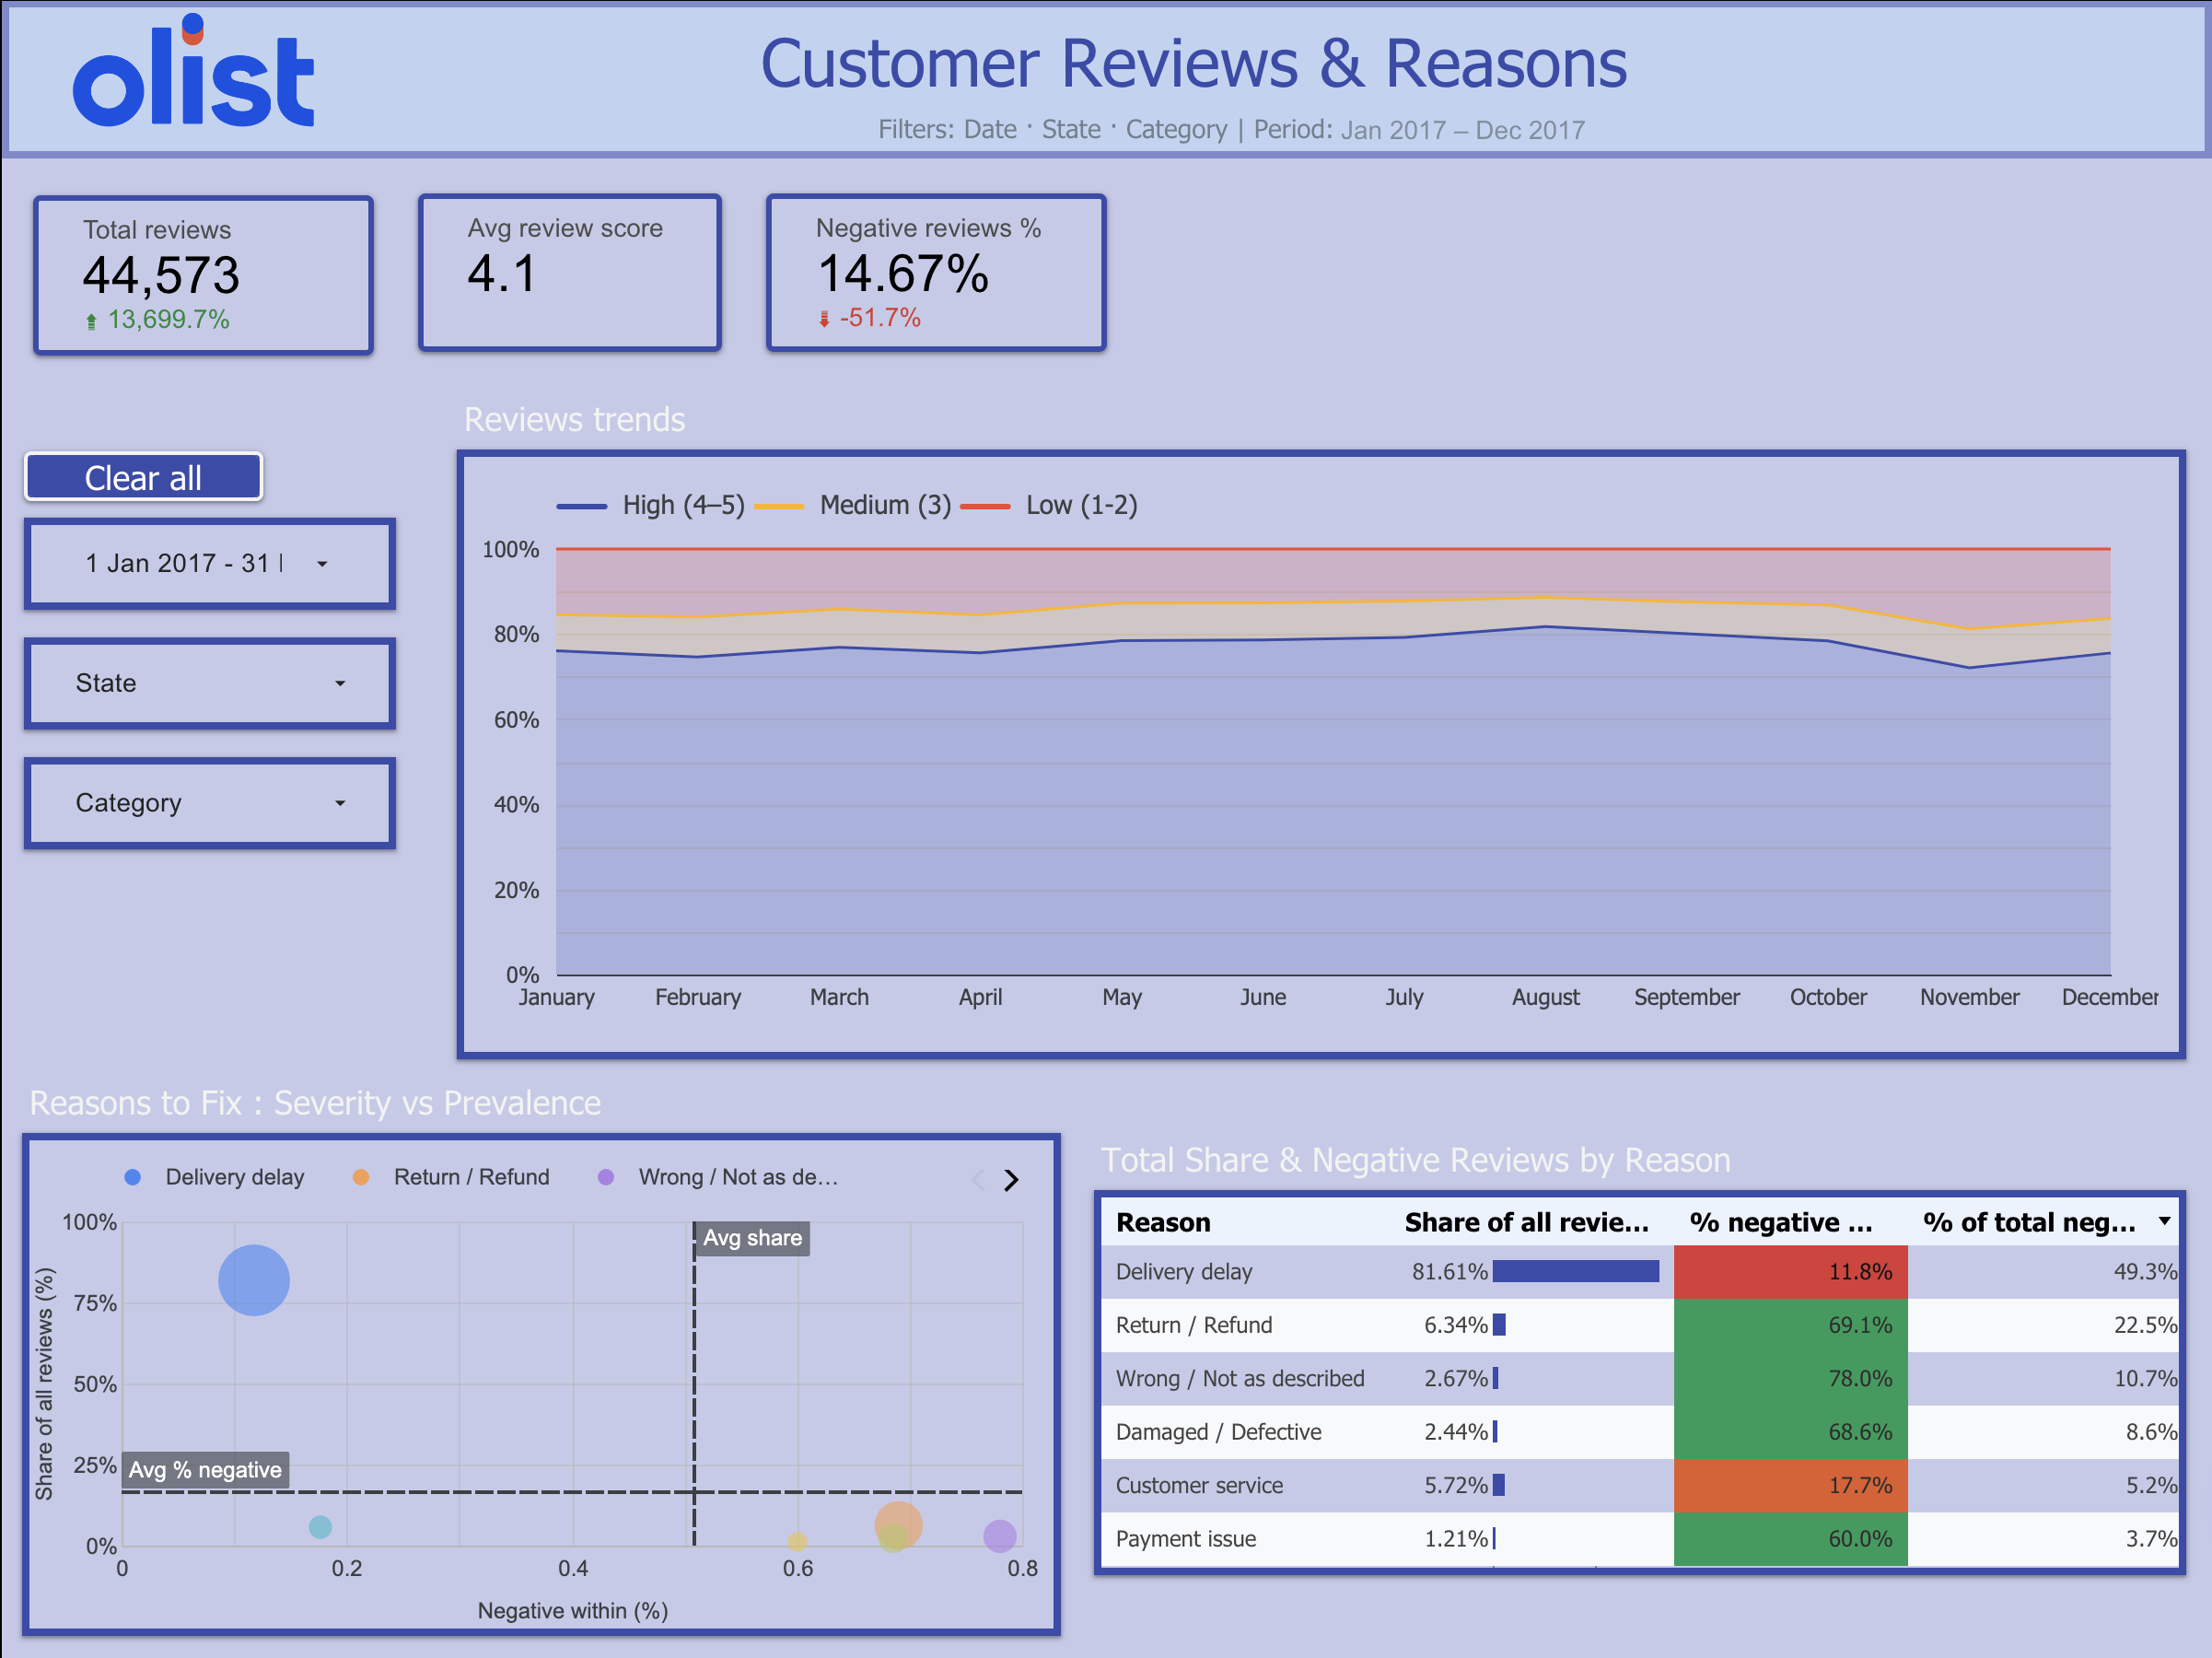 olist
Customer Reviews & Reasons
Filters: Date · State · Category | Period: Jan 2017 – Dec 2017
Total reviews
44,573
13,699.7%
Avg review score
4.1
Negative reviews %
14.67%
-51.7%
Clear all
1 Jan 2017 - 31
State
Category
Reviews trends
High (4–5) Medium (3) Low (1-2)
100%
80%
60%
40%
20%
0%
January February March April May June July August September October November December
Reasons to Fix : Severity vs Prevalence
Delivery delay Return / Refund Wrong / Not as de...
Share of all reviews (%)
100%
75%
50%
25%
0%
Avg share
Avg % negative
0 0.2 0.4 0.6 0.8
Negative within (%)
Total Share & Negative Reviews by Reason
Reason Share of all revie... % negative ... % of total neg...
Delivery delay 81.61% 11.8% 49.3%
Return / Refund 6.34% 69.1% 22.5%
Wrong / Not as described 2.67% 78.0% 10.7%
Damaged / Defective 2.44% 68.6% 8.6%
Customer service 5.72% 17.7% 5.2%
Payment issue 1.21% 60.0% 3.7%